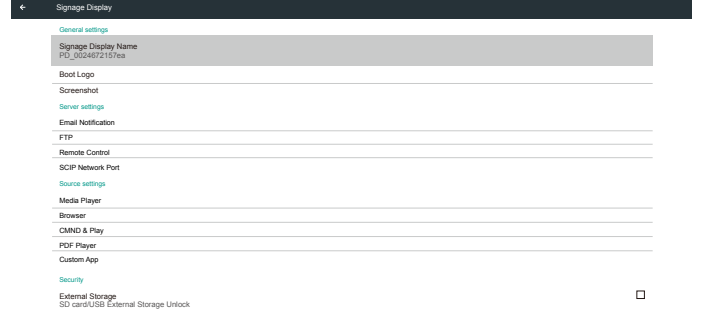 Signage Display
General settings
Signage Display Name
PD_0024672157ea
Boot Logo
Screenshot
Server settings
Email Notification
FTP
Remote Control
SCIP Network Port
Source settings
Media Player
Browser
CMND & Play
PDF Player
Custom App
Security
External Storage
SD card/USB External Storage Unlock